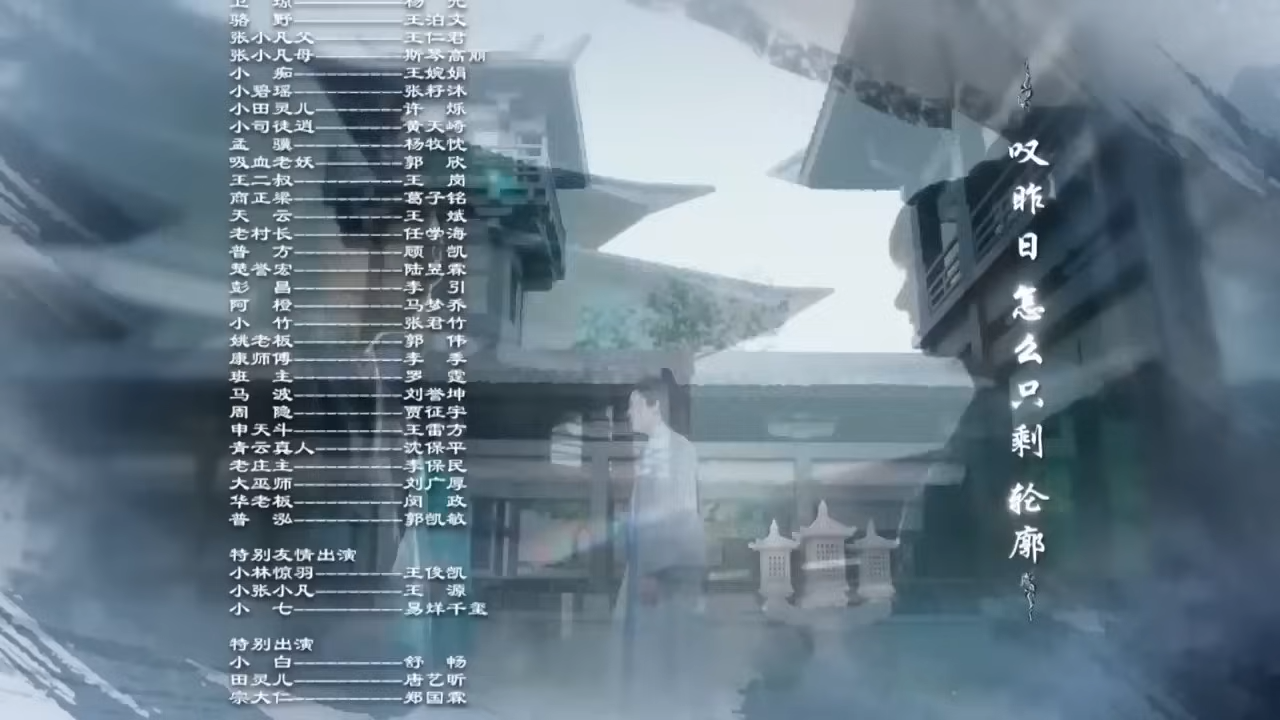 骆野——————王泊文
张小凡父————王仁君
张小凡母————斯琴高丽
小痴——————王婉娟
小碧瑶—————张籽沐
小田灵儿————许烁
小司徒逍————黄天崎
孟骥——————杨牧忱
吸血老妖————郭欣
王二叔—————王岗
商正梁—————葛子铭
天云——————王斌
老村长—————任学海
普方——————顾凯
楚誉宏—————陆昱霖
彭昌——————李引
阿橙——————马梦乔
小竹——————张君竹
姚老板—————郭伟
康师傅—————李季
班主——————罗霆
马波——————刘誉坤
周隐——————贾征宇
申天斗—————王雷方
青云真人————沈保平
老庄主—————李保民
大巫师—————刘广厚
华老板—————闵政
普泓——————郭凯敏
特别友情出演
小林惊羽————王俊凯
小张小凡————王源
小七——————易烊千玺
特别出演
小白——————舒畅
田灵儿—————唐艺昕
宗大仁—————郑国霖
叹昨日怎么只剩轮廓